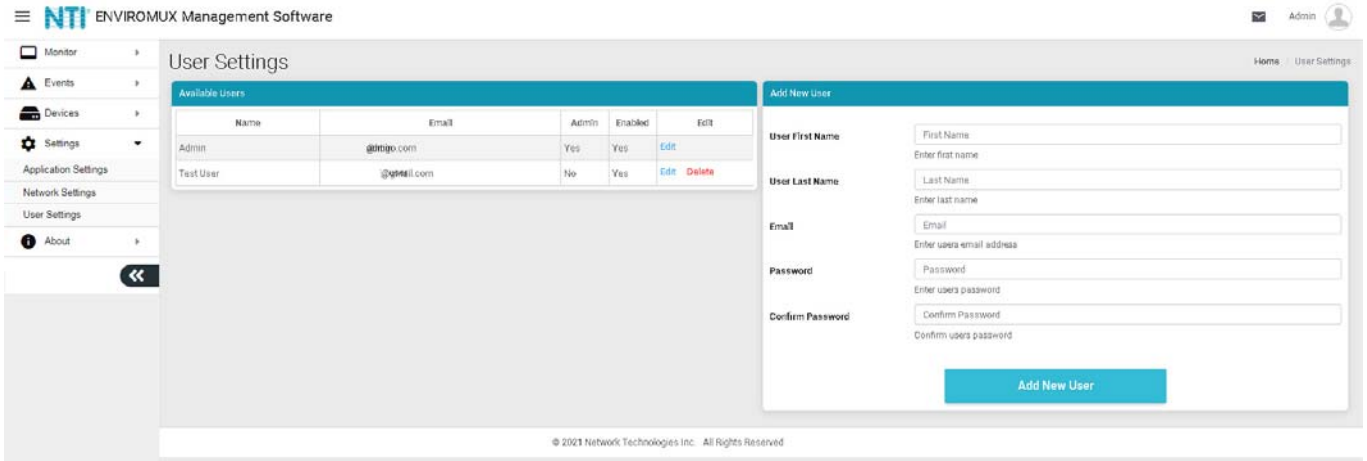 NTI ENVIROMUX Management Software
Admin
Monitor
Events
Devices
Settings
Application Settings
Network Settings
User Settings
About
User Settings
Home / User Settings
Available Users
Name Email Admin Enabled Edit
Admin .com Yes Yes Edit
Test User .com No Yes Edit Delete
Add New User
User First Name
First Name
Enter first name
User Last Name
Last Name
Enter last name
Email
Email
Enter users email address
Password
Password
Enter users password
Confirm Password
Confirm Password
Confirm users password
Add New User
© 2021 Network Technologies Inc. All Rights Reserved